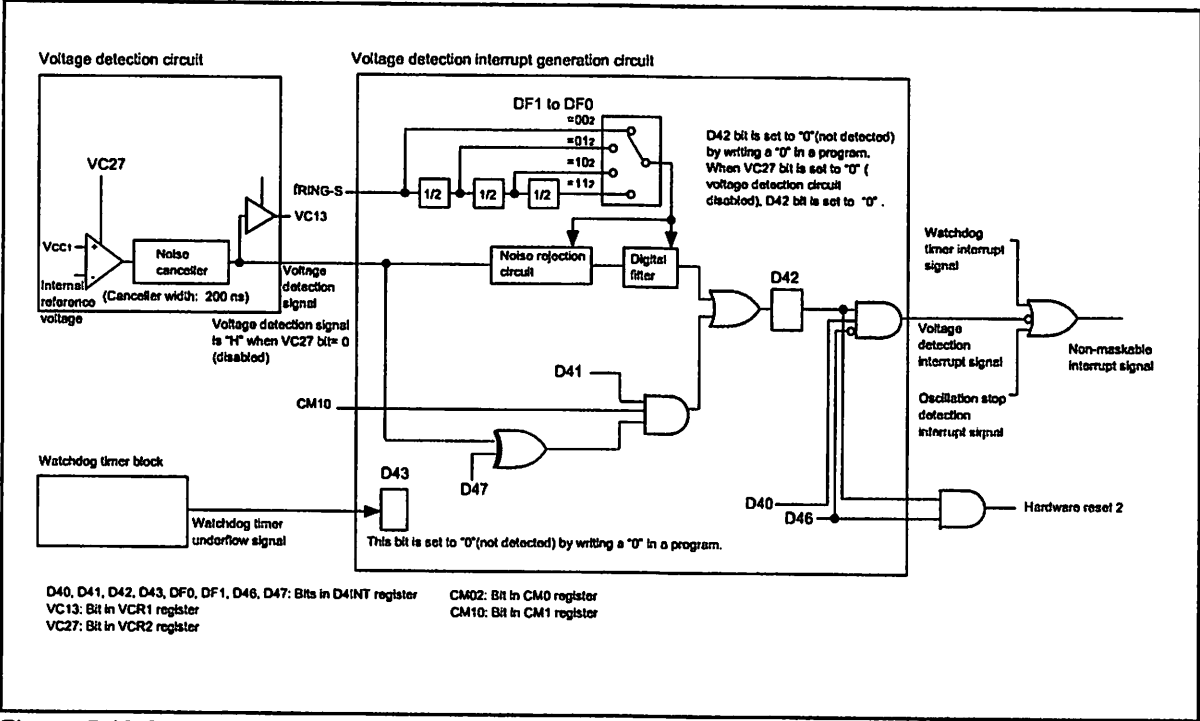 Voltage detection circuit
VC27
VCC1
+
-
Internal
reference
voltage
Noise
canceller
(Canceller width: 200 ns)
VC13
Voltage
detection
signal
Voltage detection signal
is "H" when VC27 bit= 0
(disabled)
Voltage detection interrupt generation circuit
DF1 to DF0
=002
=012
=102
=112
fRING-S
1/2
1/2
1/2
D42 bit is set to "0"(not detected)
by writing a "0" in a program.
When VC27 bit is set to "0" (
voltage detection circuit
disabled), D42 bit is set to "0" .
Noise rejection
circuit
Digital
filter
D42
D41
CM10
D47
D43
D40
D46
This bit is set to "0"(not detected) by writing a "0" in a program.
Watchdog
timer interrupt
signal
Voltage
detection
interrupt signal
Non-maskable
interrupt signal
Oscillation stop
detection
interrupt signal
Hardware reset 2
Watchdog timer block
Watchdog timer
underflow signal
D40, D41, D42, D43, DF0, DF1, D46, D47: Bits in D4INT register
VC13: Bit in VCR1 register
VC27: Bit in VCR2 register
CM02: Bit in CM0 register
CM10: Bit in CM1 register